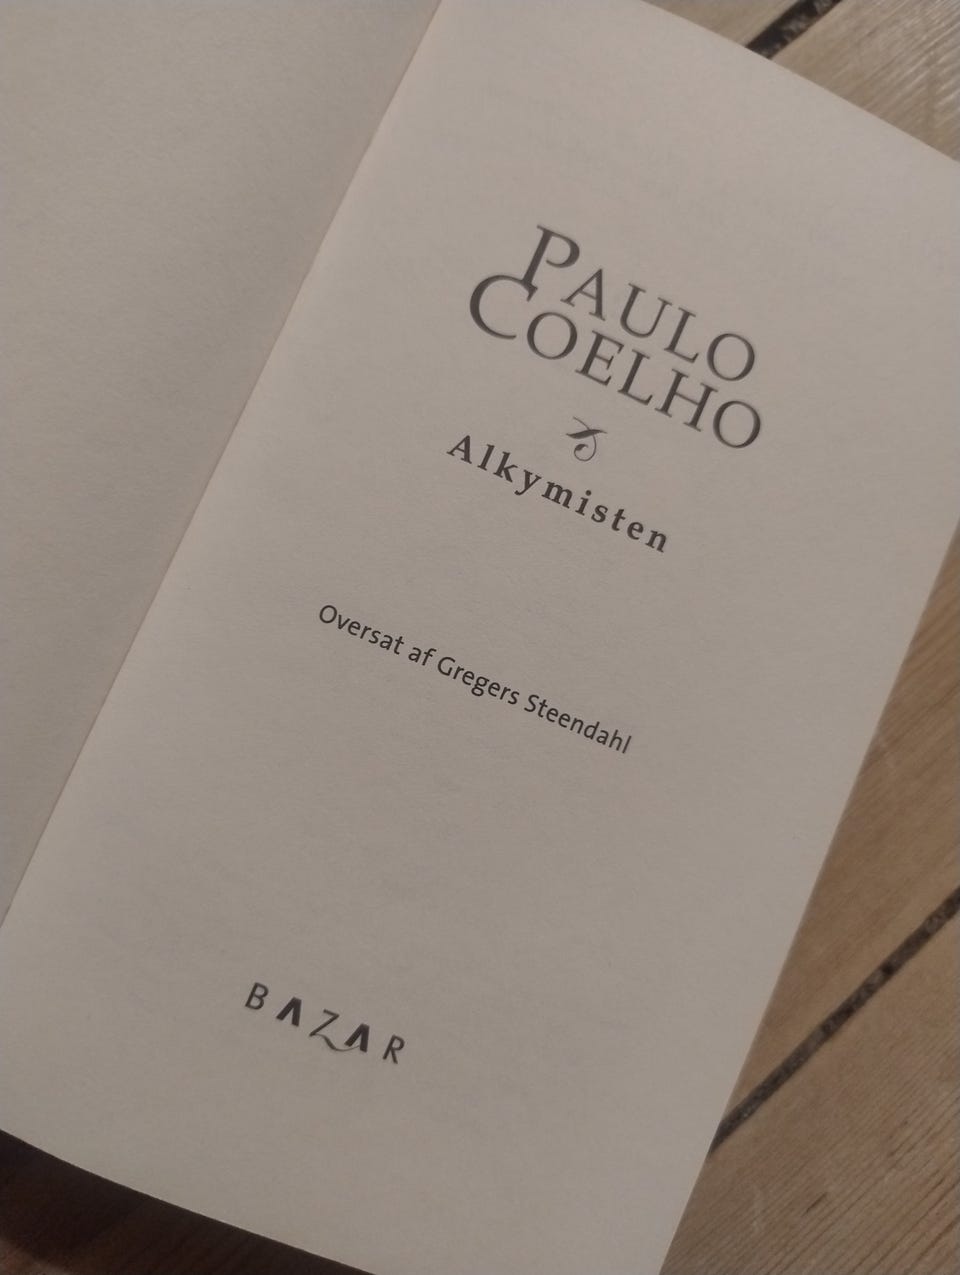 PAULO
COELHO
Alkymisten
Oversat af Gregers Steendahl
BAZAR